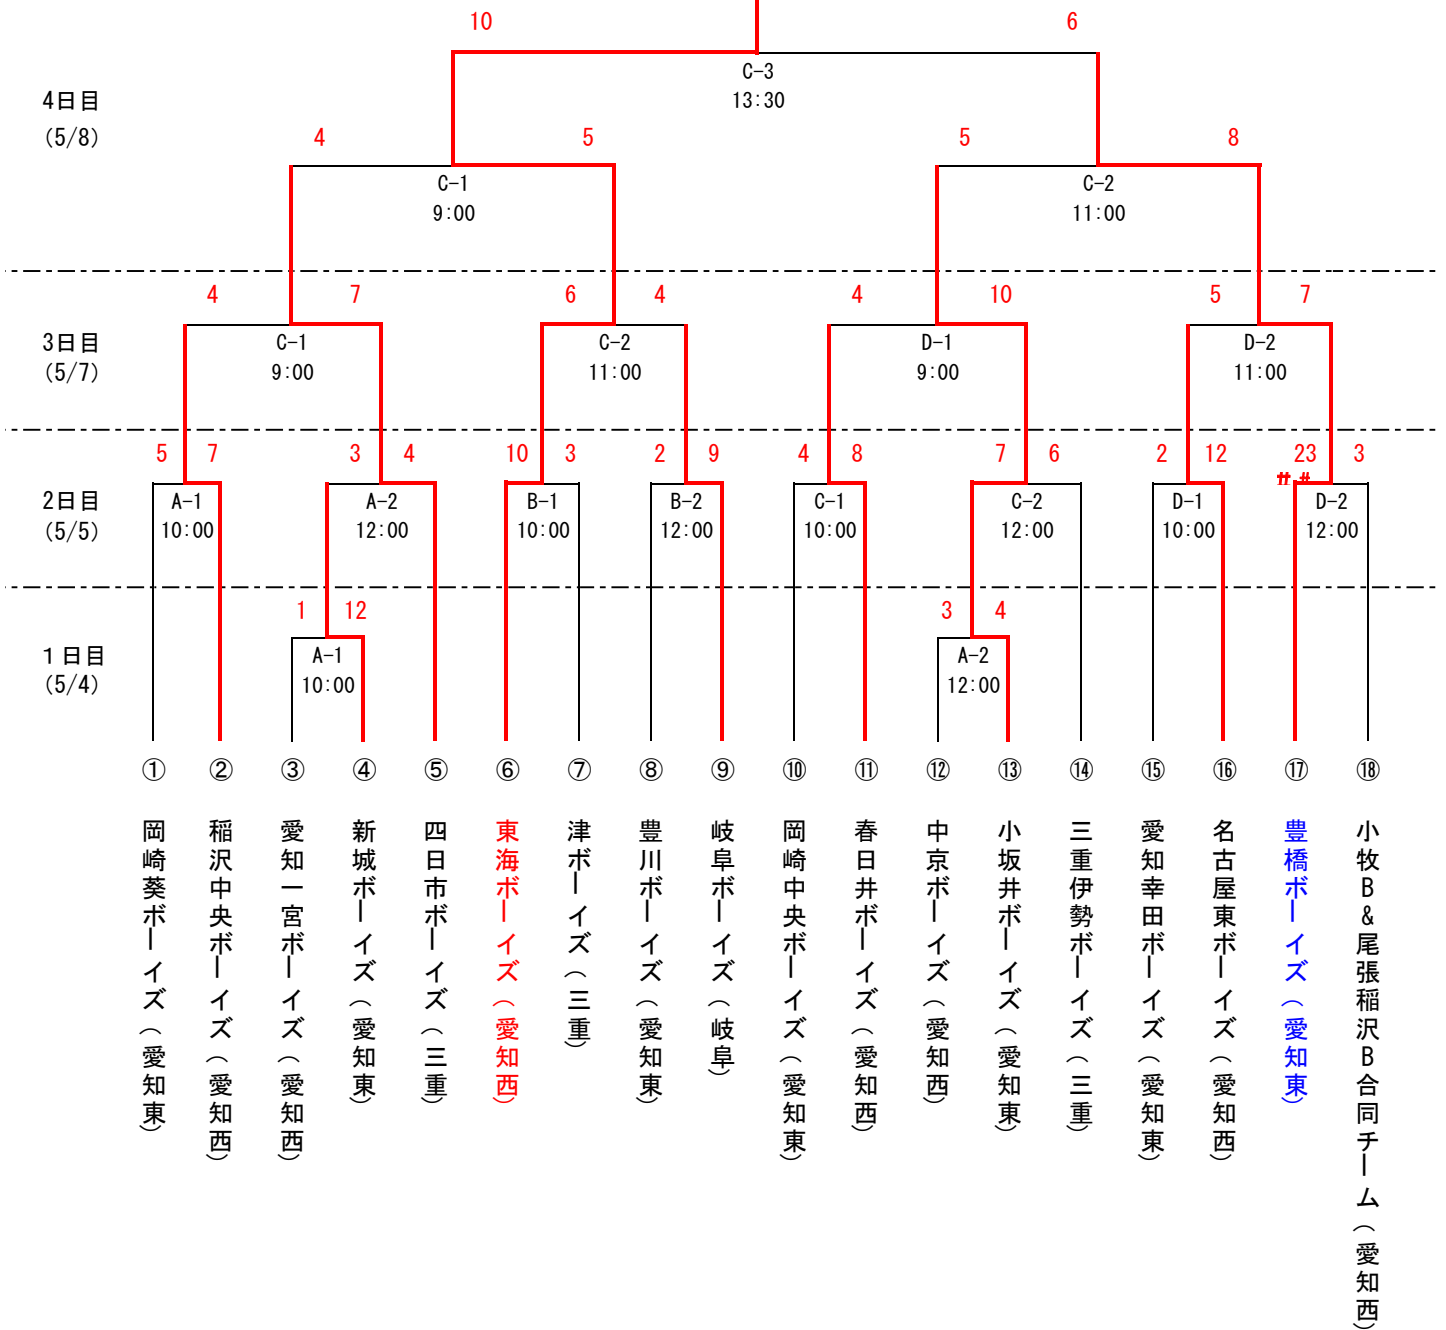 10 6
C-3
13:30
4日目
(5/8)
4 5 5 8
C-1 C-2
9:00 11:00
4 7 6 4 4 10 5 7
3日目
(5/7)
C-1 C-2 D-1 D-2
9:00 11:00 9:00 11:00
5 7 3 4 10 3 2 9 4 8 7 6 2 12 23 3
##.#
2日目
(5/5)
A-1 A-2 B-1 B-2 C-1 C-2 D-1 D-2
10:00 12:00 10:00 12:00 10:00 12:00 10:00 12:00
1 12 3 4
1日目
(5/4)
A-1 A-2
10:00 12:00
① ② ③ ④ ⑤ ⑥ ⑦ ⑧ ⑨ ⑩ ⑪ ⑫ ⑬ ⑭ ⑮ ⑯ ⑰ ⑱
岡崎葵ボーイズ(愛知東)
稲沢中央ボーイズ(愛知西)
愛知一宮ボーイズ(愛知西)
新城ボーイズ(愛知東)
四日市ボーイズ(三重)
東海ボーイズ(愛知西)
津ボーイズ(三重)
豊川ボーイズ(愛知東)
岐阜ボーイズ(岐阜)
岡崎中央ボーイズ(愛知東)
春日井ボーイズ(愛知西)
中京ボーイズ(愛知西)
小坂井ボーイズ(愛知東)
三重伊勢ボーイズ(三重)
愛知幸田ボーイズ(愛知東)
名古屋東ボーイズ(愛知西)
豊橋ボーイズ(愛知東)
小牧B&尾張稲沢B合同チーム(愛知西)